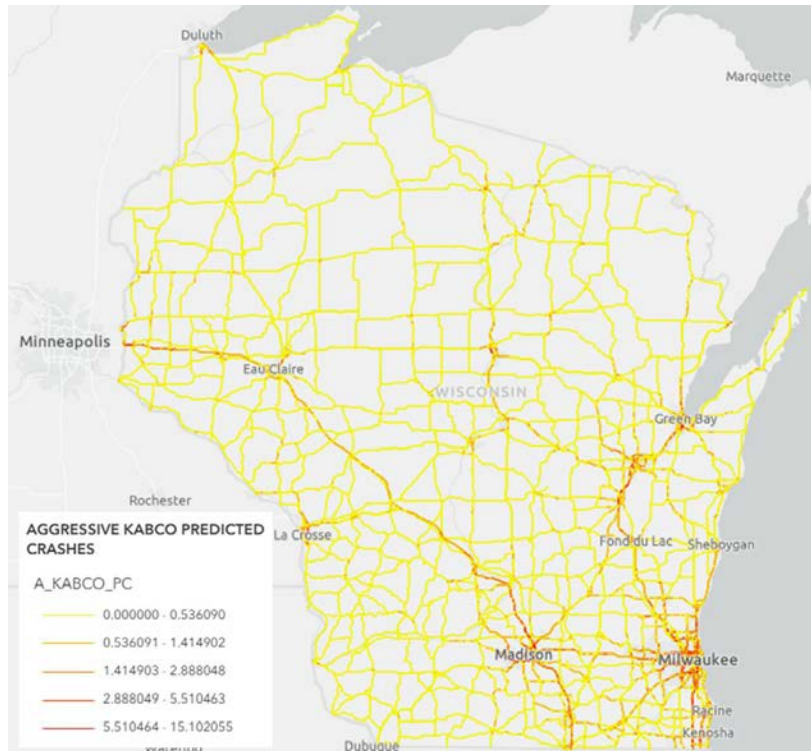 Duluth
Marquette
Minneapolis
Eau Claire
WISCONSIN
Green Bay
Rochester
La Crosse
Fond du Lac
Sheboygan
Madison
Milwaukee
Racine
Kenosha
Dubuque
AGGRESSIVE KABCO PREDICTED
CRASHES
A_KABCO_PC
0.000000 - 0.536090
0.536091 - 1.414902
1.414903 - 2.888048
2.888049 - 5.510463
5.510464 - 15.102055